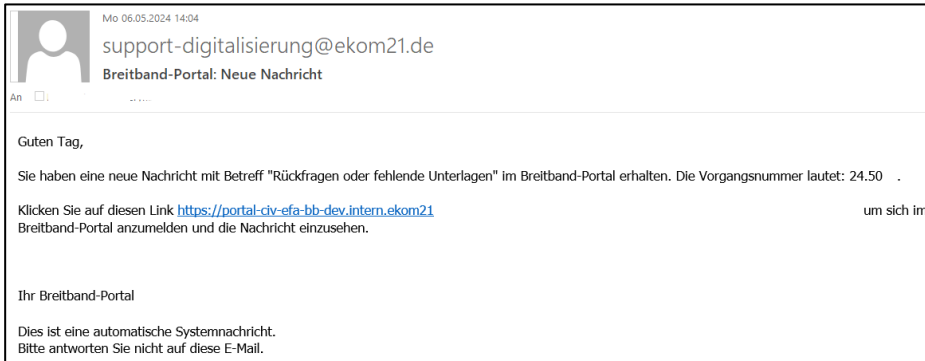 Mo 06.05.2024 14:04
support-digitalisierung@ekom21.de
Breitband-Portal: Neue Nachricht
An
Guten Tag,
Sie haben eine neue Nachricht mit Betreff "Rückfragen oder fehlende Unterlagen" im Breitband-Portal erhalten. Die Vorgangsnummer lautet: 24.50 .
Klicken Sie auf diesen Link https://portal-civ-efa-bb-dev.intern.ekom21 um sich im
Breitband-Portal anzumelden und die Nachricht einzusehen.
Ihr Breitband-Portal
Dies ist eine automatische Systemnachricht.
Bitte antworten Sie nicht auf diese E-Mail.